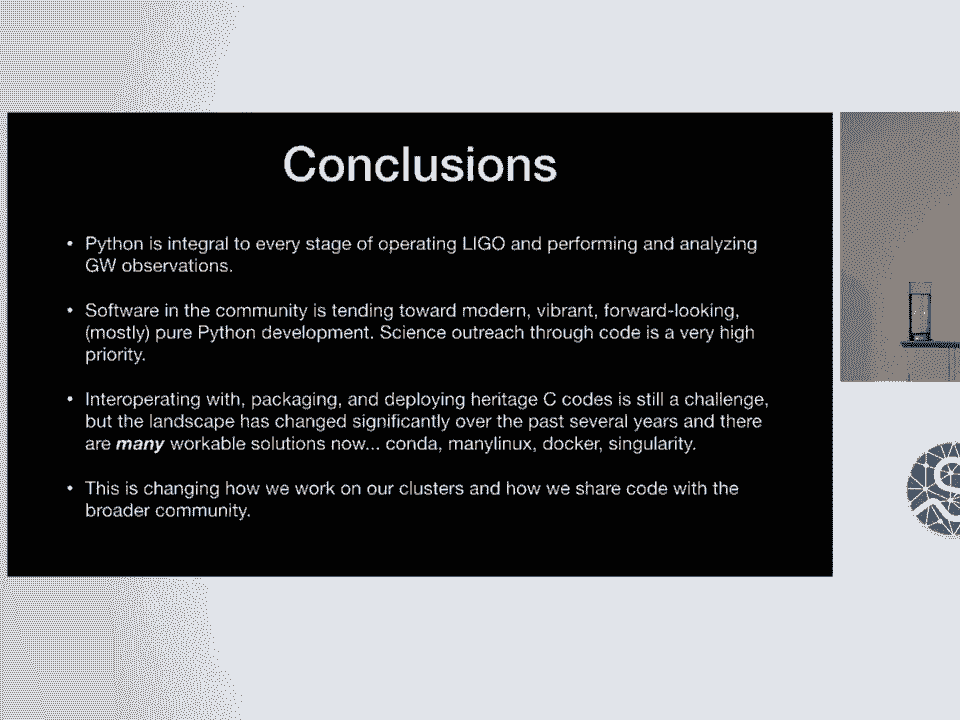 Conclusions
• Python is integral to every stage of operating LIGO and performing and analyzing
GW observations.
• Software in the community is tending toward modern, vibrant, forward-looking,
(mostly) pure Python development. Science outreach through code is a very high
priority.
• Interoperating with, packaging, and deploying heritage C codes is still a challenge,
but the landscape has changed significantly over the past several years and there
are many workable solutions now... conda, manylinux, docker, singularity.
• This is changing how we work on our clusters and how we share code with the
broader community.